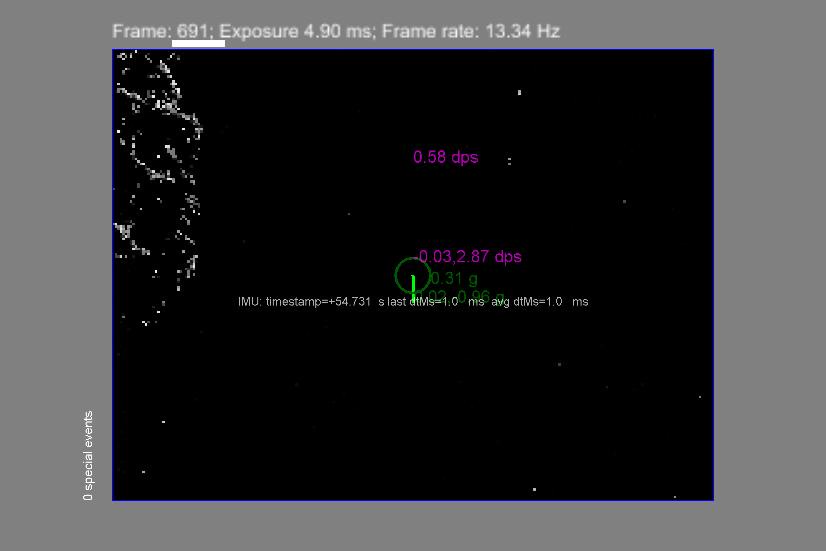 Frame: 691; Exposure 4.90 ms; Frame rate: 13.34 Hz
0.58 dps
-0.03,2.87 dps
0.31 g
IMU: timestamp=+54.731 s last dtMs=1.0 ms avg dtMs=1.0 ms
0 special events